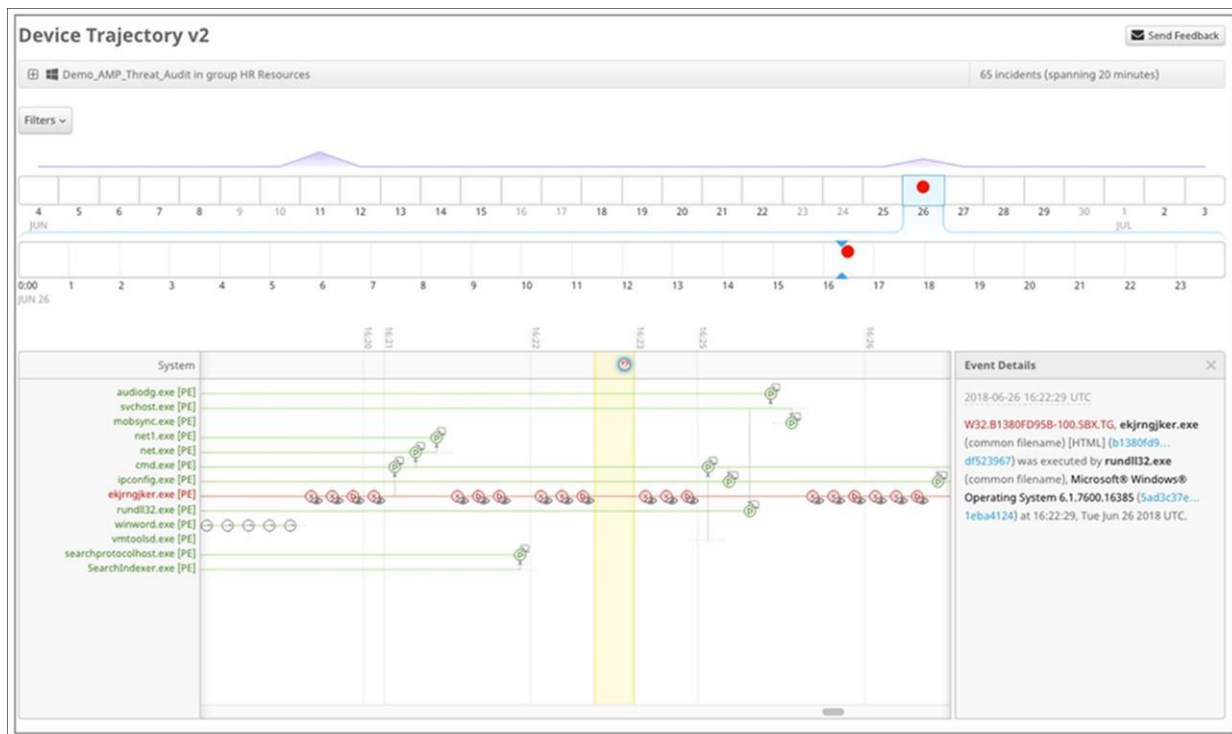 Device Trajectory v2
Send Feedback
Demo_AMP_Threat_Audit in group HR Resources
65 incidents (spanning 20 minutes)
Filters
4 5 6 7 8 9 10 11 12 13 14 15 16 17 18 19 20 21 22 23 24 25 26 27 28 29 30 1 2 3
JUN JUL
0:00 1 2 3 4 5 6 7 8 9 10 11 12 13 14 15 16 17 18 19 20 21 22 23
JUN 26
16:20 16:21 16:22 16:23 16:25 16:26
System
audiodg.exe [PE]
svchost.exe [PE]
mobsync.exe [PE]
net1.exe [PE]
net.exe [PE]
cmd.exe [PE]
ipconfig.exe [PE]
ekjrngjker.exe [PE]
rundll32.exe [PE]
winword.exe [PE]
vmtoolsd.exe [PE]
searchprotocolhost.exe [PE]
SearchIndexer.exe [PE]
Event Details
2018-06-26 16:22:29 UTC
W32.B1380FD95B-100.SBX.TG, ekjrngjker.exe
(common filename) [HTML] (b1380fd9...
df523967) was executed by rundll32.exe
(common filename), Microsoft® Windows®
Operating System 6.1.7600.16385 (5ad3c37e...
1eba4124) at 16:22:29, Tue Jun 26 2018 UTC.